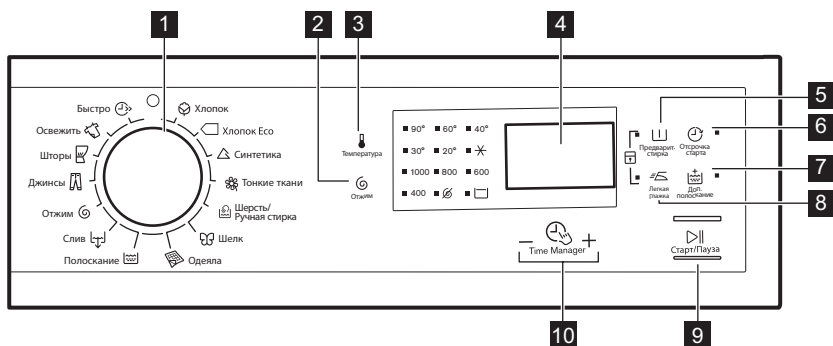 1
2
3
4
5
6
7
8
9
10
Быстро
Освежить
Шторы
Джинсы
Отжим
Слив
Полоскание
Хлопок
Хлопок Eco
Синтетика
Тонкие ткани
Шерсть/
Ручная стирка
Шелк
Одеяла
Температура
Отжим
90° 60° 40°
30° 20°
1000 800 600
400
Предварит.
стирка
Отсрочка
старта
Легкая
глажка
Доп.
полоскание
− Time Manager +
Старт/Пауза